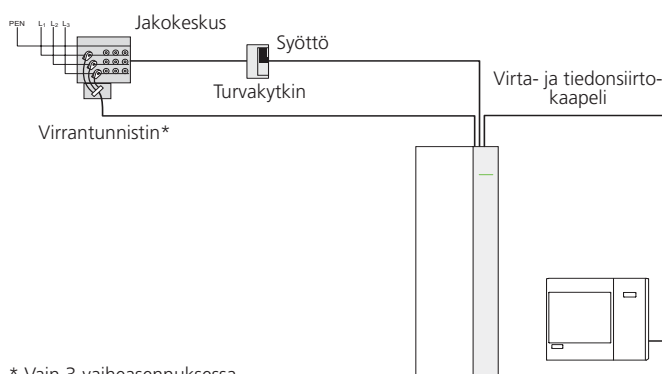 PEN L1 L2 L3
Jakokeskus
Syöttö
Turvakytkin
Virta- ja tiedonsiirto-
kaapeli
Virrantunnistin*
* Vain 3-vaiheasennuksessa